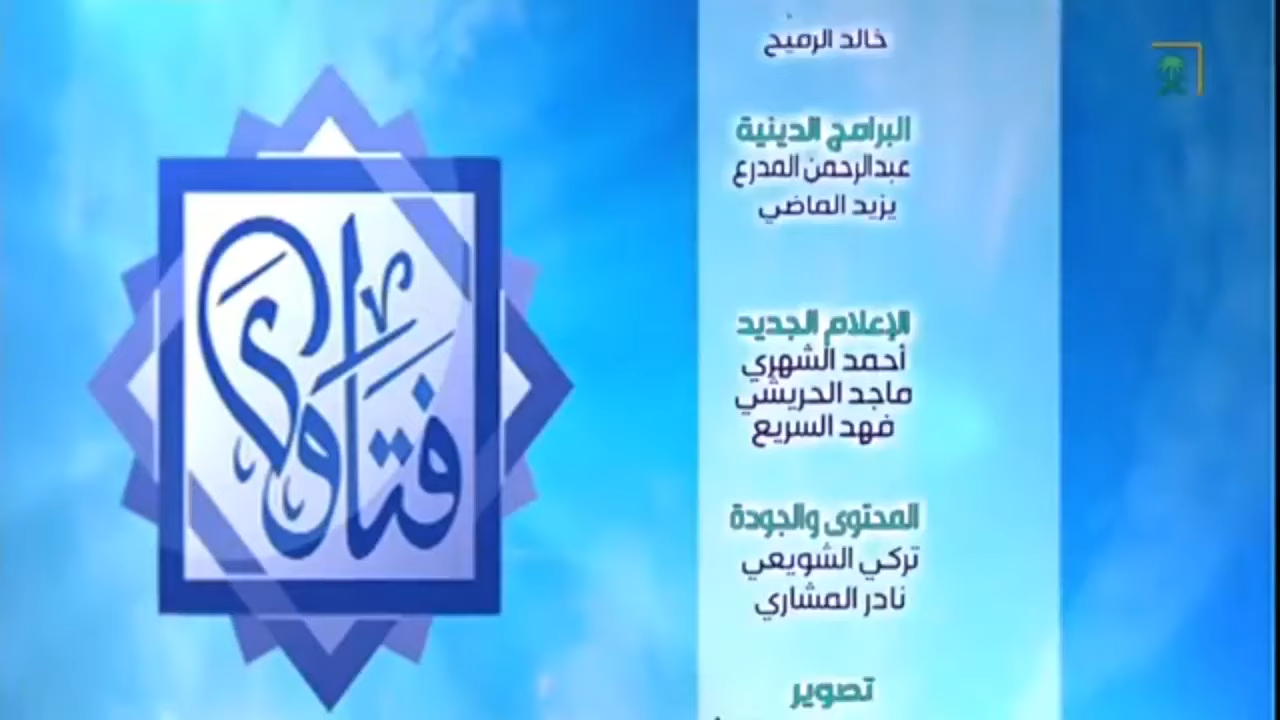 فتاوى
خالد الرميح
البرامج الدينية
عبدالرحمن المدرع
يزيد الماضي
الإعلام الجديد
أحمد الشهري
ماجد الحريشي
فهد السريع
المحتوى والجودة
تركي الشويعي
نادر المشاري
تصوير